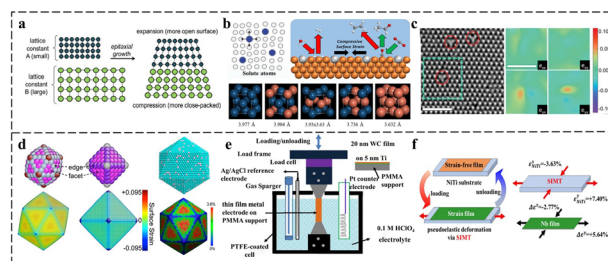 a
lattice
constant
A (small)
epitaxial
growth
expansion (more open surface)
lattice
constant
B (large)
compression (more close-packed)
b
Solute atoms
Compressive
Surface Strain
3.977 Å
3.904 Å
3.736 Å
3.632 Å
c
0.10
d
edge
facet
+0.095
0
-0.095
Surface Strain
e
Loading/unloading
Load frame
Load cell
Ag/AgCl reference
electrode
Gas Sparger
thin film metal
electrode on
PMMA support
PTFE-coated
cell
20 nm WC film
on 5 nm Ti
PMMA
support
Pt counter
electrode
0.1 M HClO₄
electrolyte
f
Strain-free film
NiTi substrate
loading
unloading
Strain film
pseudoelastic deformation
via SIMT
SIMT
Nb film